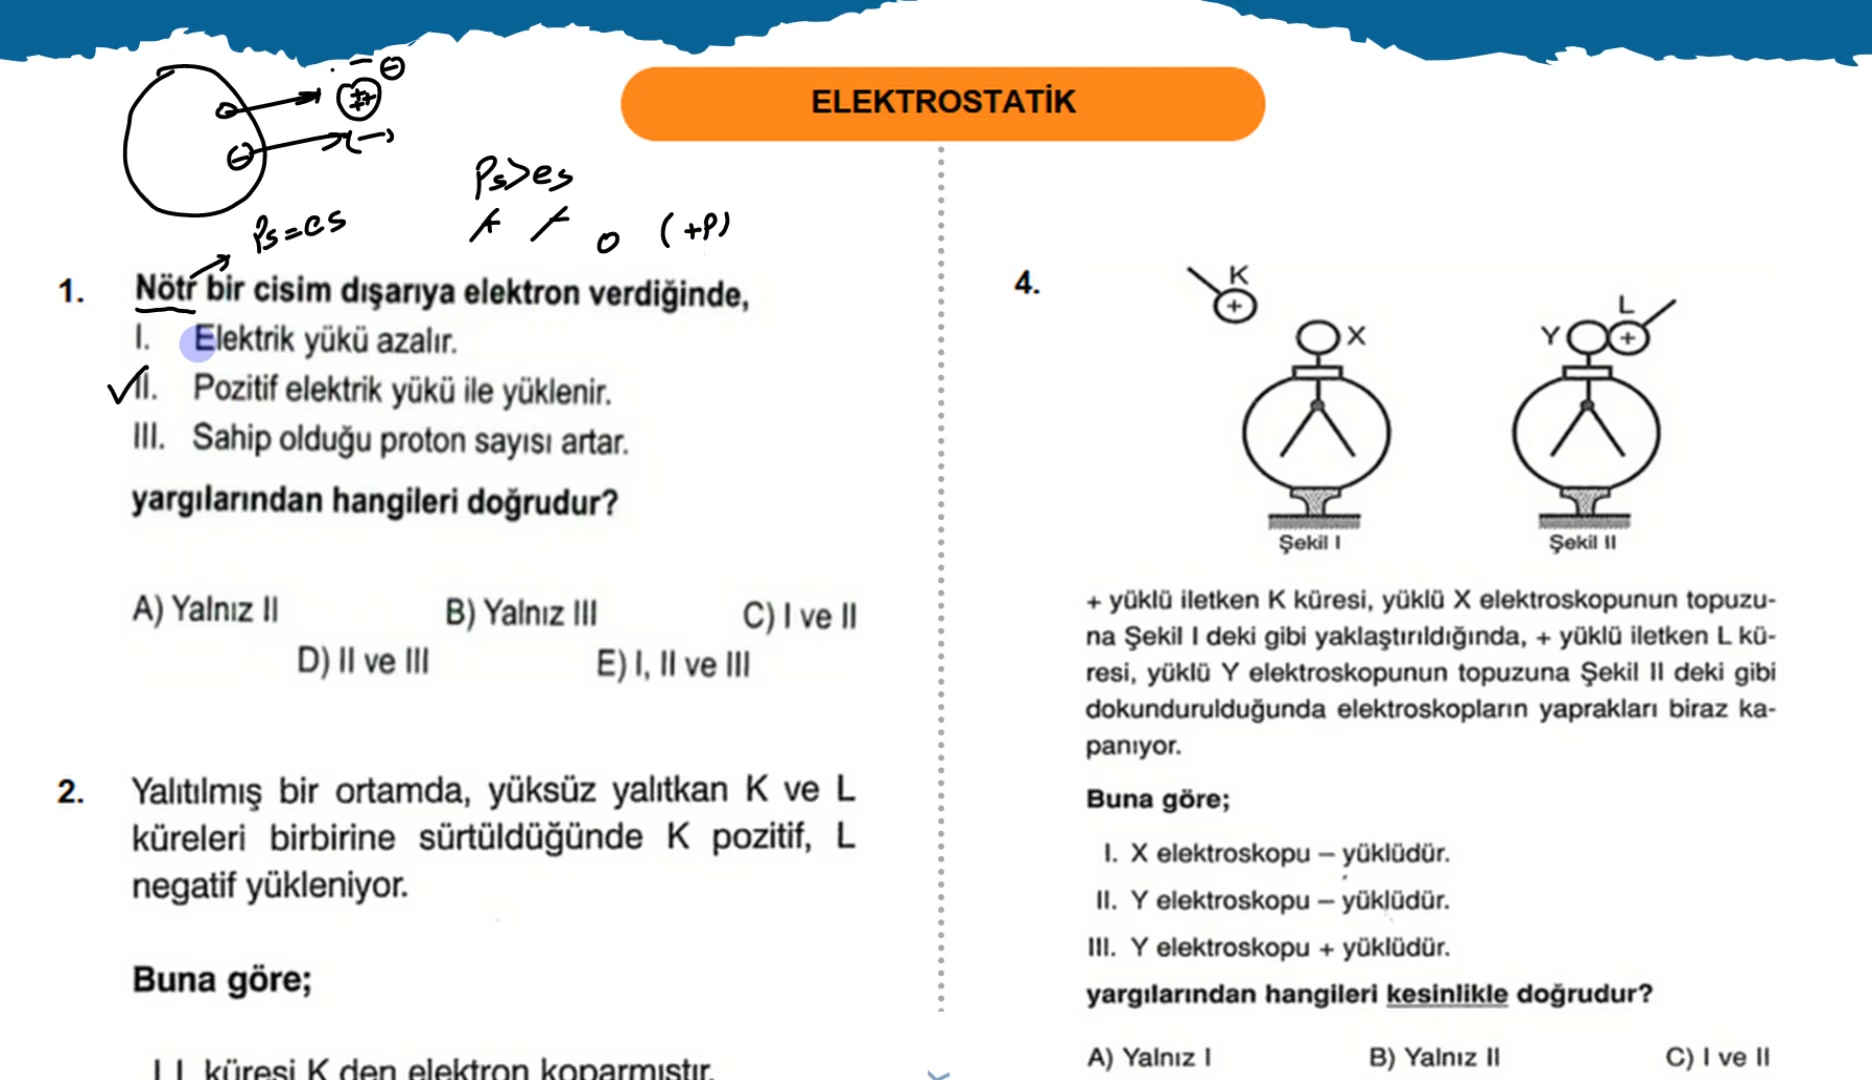 ELEKTROSTATİK
Ps>es
Ps=es
0 (+P)
1. Nötr bir cisim dışarıya elektron verdiğinde,
I. Elektrik yükü azalır.
II. Pozitif elektrik yükü ile yüklenir.
III. Sahip olduğu proton sayısı artar.
yargılarından hangileri doğrudur?
A) Yalnız II B) Yalnız III C) I ve II
D) II ve III E) I, II ve III
2. Yalıtılmış bir ortamda, yüksüz yalıtkan K ve L
küreleri birbirine sürtüldüğünde K pozitif, L
negatif yükleniyor.
Buna göre;
I. L küresi K den elektron koparmıştır.
4.
K
+
X
Şekil I
L
Y
+
Şekil II
+ yüklü iletken K küresi, yüklü X elektroskopunun topuzu-
na Şekil I deki gibi yaklaştırıldığında, + yüklü iletken L kü-
resi, yüklü Y elektroskopunun topuzuna Şekil II deki gibi
dokundurulduğunda elektroskopların yaprakları biraz ka-
panıyor.
Buna göre;
I. X elektroskopu – yüklüdür.
II. Y elektroskopu – yüklüdür.
III. Y elektroskopu + yüklüdür.
yargılarından hangileri kesinlikle doğrudur?
A) Yalnız I B) Yalnız II C) I ve II